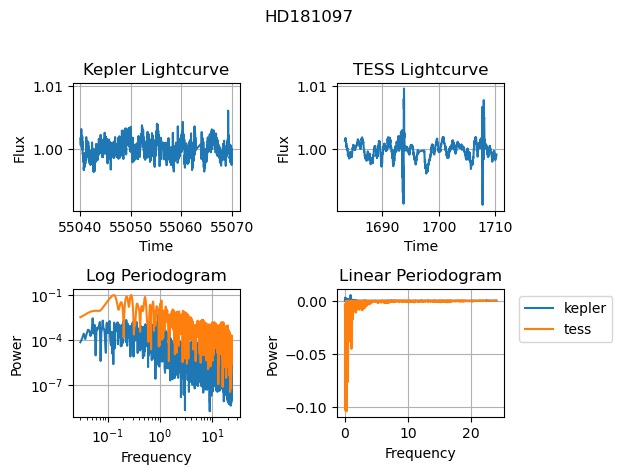 HD181097
Kepler Lightcurve
1.01
1.00
Flux
55040 55050 55060 55070
Time
TESS Lightcurve
1.01
1.00
Flux
1690 1700 1710
Time
Log Periodogram
10⁻¹
10⁻⁴
10⁻⁷
Power
10⁻¹ 10⁰ 10¹
Frequency
Linear Periodogram
0.00
−0.05
−0.10
Power
0 10 20
Frequency
kepler
tess